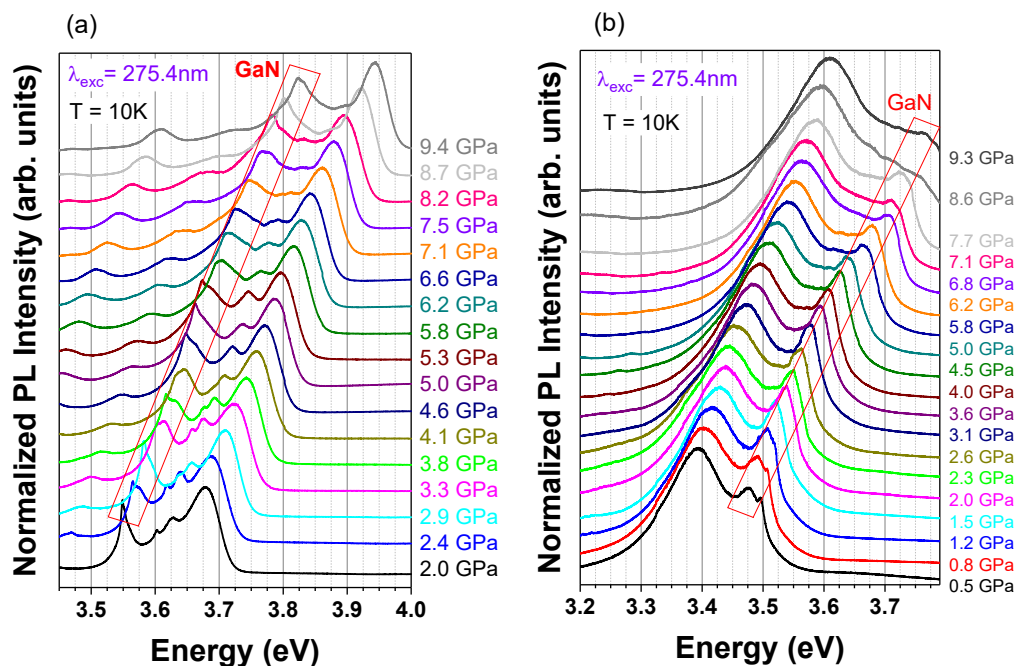 (a)
Normalized PL Intensity (arb. units)
λexc= 275.4nm
T = 10K
GaN
9.4 GPa
8.7 GPa
8.2 GPa
7.5 GPa
7.1 GPa
6.6 GPa
6.2 GPa
5.8 GPa
5.3 GPa
5.0 GPa
4.6 GPa
4.1 GPa
3.8 GPa
3.3 GPa
2.9 GPa
2.4 GPa
2.0 GPa
3.5 3.6 3.7 3.8 3.9 4.0
Energy (eV)
(b)
Normalized PL Intensity (arb. units)
λexc= 275.4nm
T = 10K
GaN
9.3 GPa
8.6 GPa
7.7 GPa
7.1 GPa
6.8 GPa
6.2 GPa
5.8 GPa
5.0 GPa
4.5 GPa
4.0 GPa
3.6 GPa
3.1 GPa
2.6 GPa
2.3 GPa
2.0 GPa
1.5 GPa
1.2 GPa
0.8 GPa
0.5 GPa
3.2 3.3 3.4 3.5 3.6 3.7
Energy (eV)